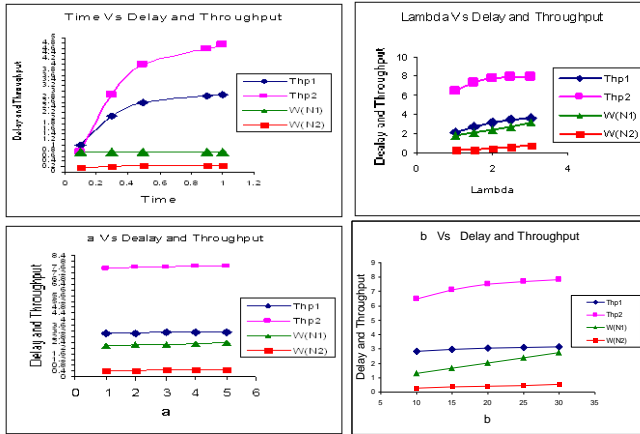 Time Vs Delay and Throughput
Delay and Throughput
Thp1
Thp2
W(N1)
W(N2)
0 0.2 0.4 0.6 0.8 1 1.2
Time
Lambda Vs Delay and Throughput
Dealay and Throughput
10
8
6
4
2
0
Thp1
Thp2
W(N1)
W(N2)
0 2 4
Lambda
a Vs Dealay and Throughput
Delay and Throughput
8.4
Thp1
Thp2
W(N1)
W(N2)
0 1 2 3 4 5 6
a
b Vs Delay and Throughput
Delay and Throughput
9
8
7
6
5
4
3
2
1
0
Thp1
Thp2
W(N1)
W(N2)
5 10 15 20 25 30 35
b